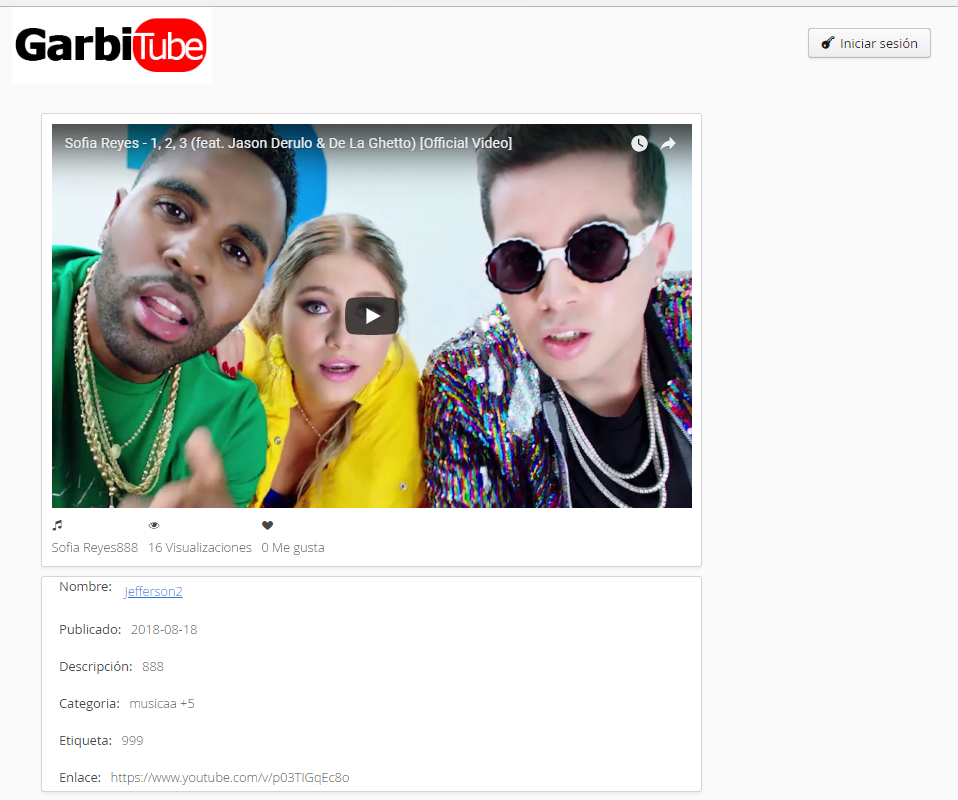 GarbiTube
Iniciar sesión
Sofia Reyes - 1, 2, 3 (feat. Jason Derulo & De La Ghetto) [Official Video]
Sofia Reyes888 16 Visualizaciones 0 Me gusta
Nombre: Jefferson2
Publicado: 2018-08-18
Descripción: 888
Categoria: musicaa +5
Etiqueta: 999
Enlace: https://www.youtube.com/v/p03TIGqEc8o